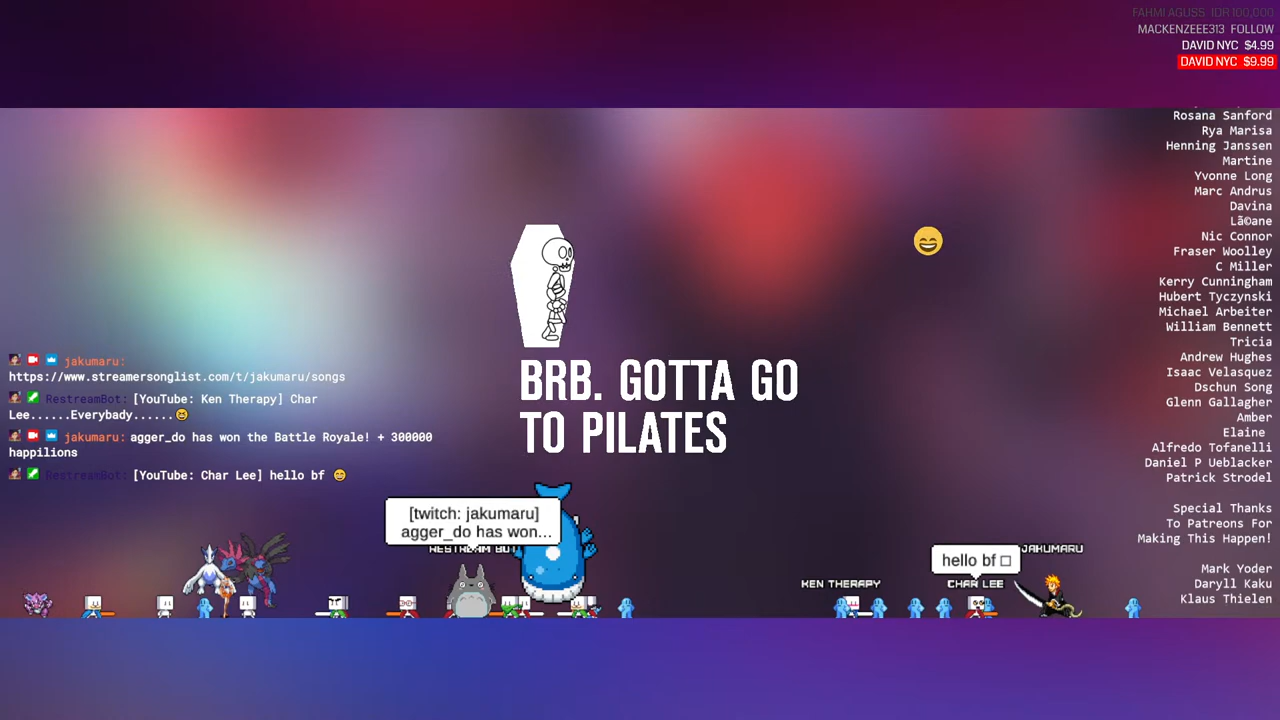 FAHMI AGUSS IDR 100,000
MACKENZEEE313 FOLLOW
DAVID NYC $4.99
DAVID NYC $9.99
Rosana Sanford
Rya Marisa
Henning Janssen
Martine
Yvonne Long
Marc Andrus
Davina
Lã©ane
Nic Connor
Fraser Woolley
C Miller
Kerry Cunningham
Hubert Tyczynski
Michael Arbeiter
William Bennett
Tricia
Andrew Hughes
Isaac Velasquez
Dschun Song
Glenn Gallagher
Amber
Elaine
Alfredo Tofanelli
Daniel P Ueblacker
Patrick Strodel
Special Thanks
To Patreons For
Making This Happen!
Mark Yoder
Daryll Kaku
Klaus Thielen
BRB. GOTTA GO
TO PILATES
jakumaru:
https://www.streamersonglist.com/t/jakumaru/songs
RestreamBot: [YouTube: Ken Therapy] Char
Lee......Everybady......😆
jakumaru: agger_do has won the Battle Royale! + 300000
happilions
RestreamBot: [YouTube: Char Lee] hello bf 😄
[twitch: jakumaru]
agger_do has won...
RESTREAM BOT
hello bf □
JAKUMARU
KEN THERAPY
CHAR LEE